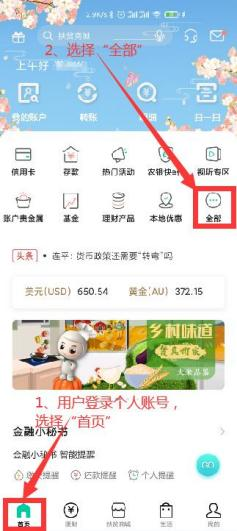 2.9K/s
扶贫商城
2、选择，“全部”
上午好
我的账户 转账 扫一扫
信用卡 存款 热门活动 农银快e付 视听专区
账户贵金属 基金 理财产品 本地优惠 全部
头条 连平：货币政策还需要“转弯”吗
美元(USD) 650.54 黄金(AU) 372.15
乡村味道
1、用户登录个人账号，
选择“首页”
金融小秘书
金融小秘书 智能提醒
还款提醒 个人提醒
GO
首页 理财 扶贫商城 生活 我的